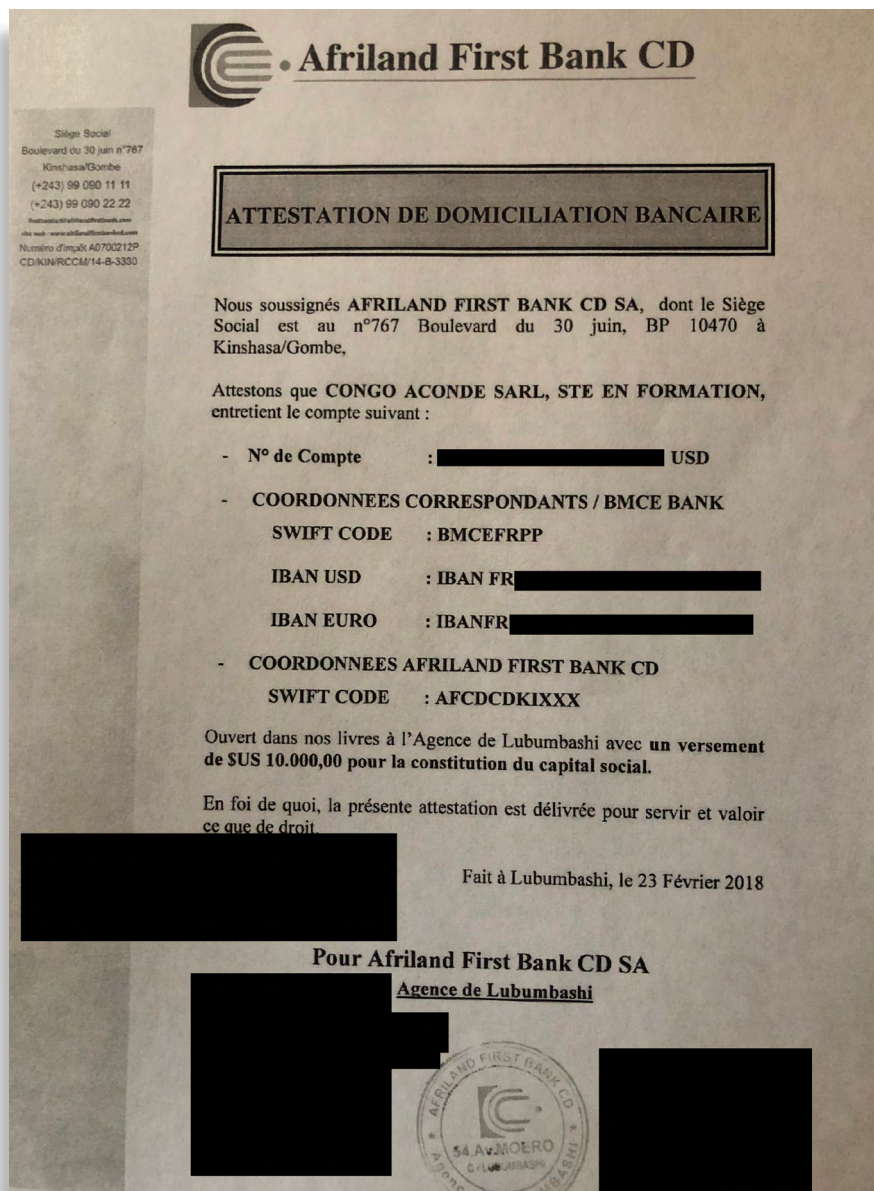 Afriland First Bank CD
Siège Social
Boulevard du 30 juin n°767
Kinshasa/Gombe
(+243) 99 090 11 11
(+243) 99 090 22 22
Numéro d'impôt A0700212P
CD/KIN/RCCM/14-B-3330
ATTESTATION DE DOMICILIATION BANCAIRE
Nous soussignés AFRILAND FIRST BANK CD SA, dont le Siège
Social est au n°767 Boulevard du 30 juin, BP 10470 à
Kinshasa/Gombe,
Attestons que CONGO ACONDE SARL, STE EN FORMATION,
entretient le compte suivant :
- N° de Compte : USD
- COORDONNEES CORRESPONDANTS / BMCE BANK
SWIFT CODE : BMCEFRPP
IBAN USD : IBAN FR
IBAN EURO : IBANFR
- COORDONNEES AFRILAND FIRST BANK CD
SWIFT CODE : AFCDCDKIXXX
Ouvert dans nos livres à l'Agence de Lubumbashi avec un versement
de $US 10.000,00 pour la constitution du capital social.
En foi de quoi, la présente attestation est délivrée pour servir et valoir
ce que de droit.
Fait à Lubumbashi, le 23 Février 2018
Pour Afriland First Bank CD SA
Agence de Lubumbashi
AFRILAND FIRST BANK CD
54, Av. MOERO
C/LUBUMBASHI